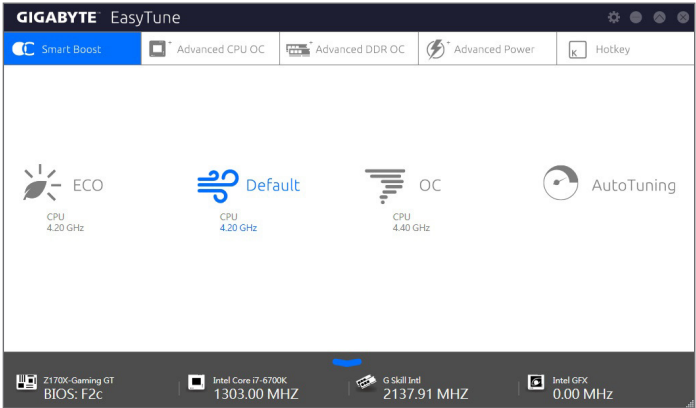 GIGABYTE™ EasyTune
Smart Boost
Advanced CPU OC
Advanced DDR OC
Advanced Power
K
Hotkey
ECO
CPU
4.20 GHz
Default
CPU
4.20 GHz
OC
CPU
4.40 GHz
AutoTuning
Z170X-Gaming GT
BIOS: F2c
Intel Core i7-6700K
1303.00 MHZ
G Skill Intl
2137.91 MHZ
Intel GFX
0.00 MHz